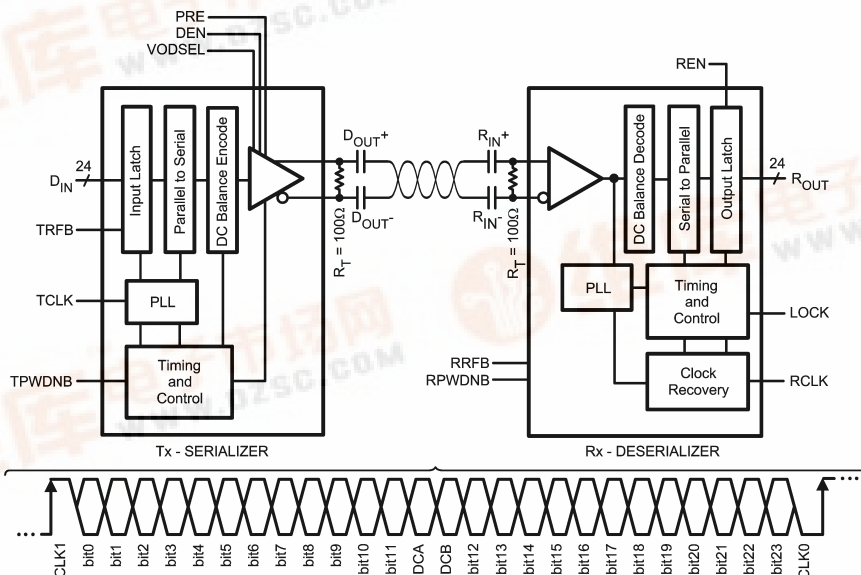 PRE
DEN
VODSEL
REN
DIN
24
TRFB
TCLK
TPWDNB
Input Latch
Parallel to Serial
DC Balance Encode
PLL
Timing
and
Control
DOUT+
DOUT-
RT = 100Ω
RIN+
RIN-
RT = 100Ω
DC Balance Decode
Serial to Parallel
Output Latch
24
ROUT
PLL
Timing
and
Control
LOCK
RRFB
RPWDNB
Clock
Recovery
RCLK
Tx - SERIALIZER
Rx - DESERIALIZER
CLK1
bit0
bit1
bit2
bit3
bit4
bit5
bit6
bit7
bit8
bit9
bit10
bit11
DCA
DCB
bit12
bit13
bit14
bit15
bit16
bit17
bit18
bit19
bit20
bit21
bit22
bit23
CLK0